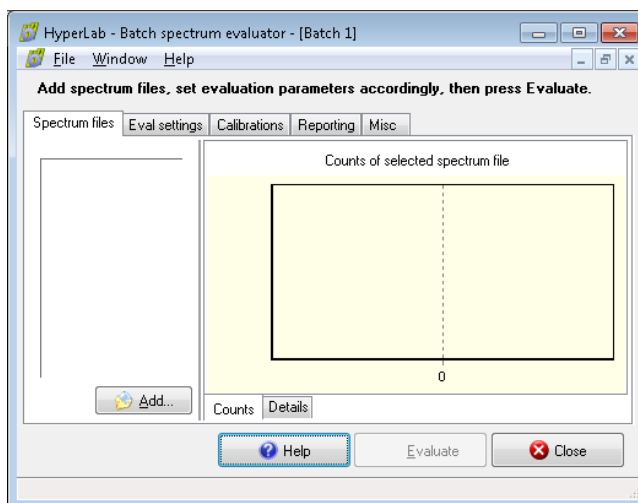 HyperLab - Batch spectrum evaluator - [Batch 1]
File Window Help
Add spectrum files, set evaluation parameters accordingly, then press Evaluate.
Spectrum files Eval settings Calibrations Reporting Misc
Counts of selected spectrum file
0
Add...
Counts Details
Help Evaluate Close